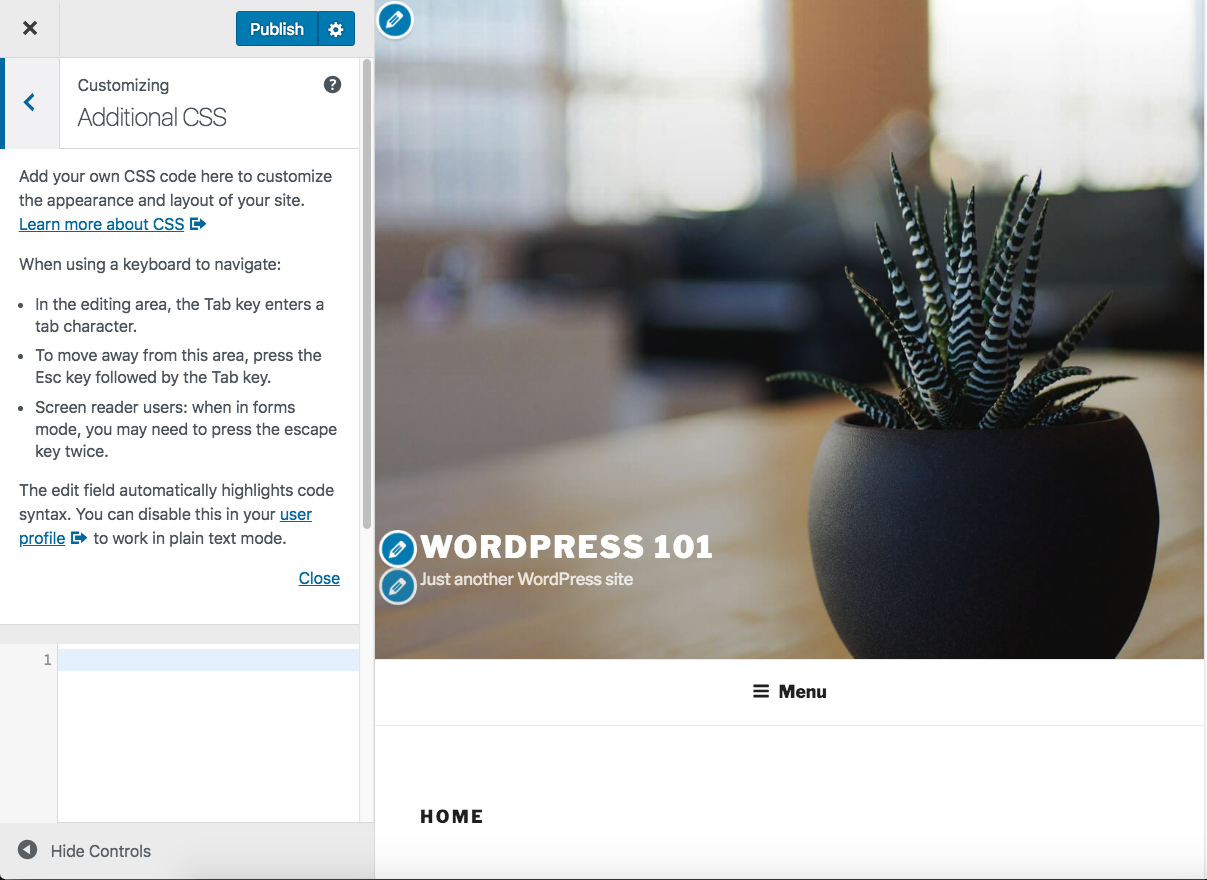 Publish
Customizing
Additional CSS
Add your own CSS code here to customize
the appearance and layout of your site.
Learn more about CSS
When using a keyboard to navigate:
In the editing area, the Tab key enters a
tab character.
To move away from this area, press the
Esc key followed by the Tab key.
Screen reader users: when in forms
mode, you may need to press the escape
key twice.
The edit field automatically highlights code
syntax. You can disable this in your user
profile to work in plain text mode.
Close
1
Hide Controls
WORDPRESS 101
Just another WordPress site
Menu
HOME